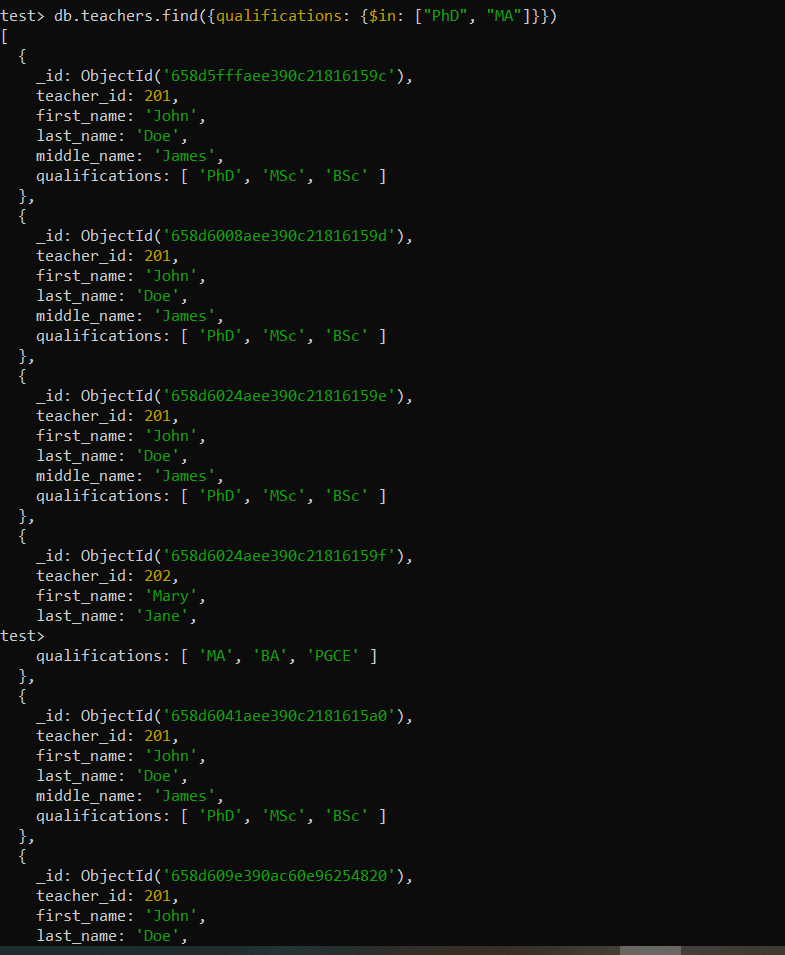 test> db.teachers.find({qualifications: {$in: ["PhD", "MA"]}})
[
  {
    _id: ObjectId('658d5fffaee390c21816159c'),
    teacher_id: 201,
    first_name: 'John',
    last_name: 'Doe',
    middle_name: 'James',
    qualifications: [ 'PhD', 'MSc', 'BSc' ]
  },
  {
    _id: ObjectId('658d6008aee390c21816159d'),
    teacher_id: 201,
    first_name: 'John',
    last_name: 'Doe',
    middle_name: 'James',
    qualifications: [ 'PhD', 'MSc', 'BSc' ]
  },
  {
    _id: ObjectId('658d6024aee390c21816159e'),
    teacher_id: 201,
    first_name: 'John',
    last_name: 'Doe',
    middle_name: 'James',
    qualifications: [ 'PhD', 'MSc', 'BSc' ]
  },
  {
    _id: ObjectId('658d6024aee390c21816159f'),
    teacher_id: 202,
    first_name: 'Mary',
    last_name: 'Jane',
test>
    qualifications: [ 'MA', 'BA', 'PGCE' ]
  },
  {
    _id: ObjectId('658d6041aee390c2181615a0'),
    teacher_id: 201,
    first_name: 'John',
    last_name: 'Doe',
    middle_name: 'James',
    qualifications: [ 'PhD', 'MSc', 'BSc' ]
  },
  {
    _id: ObjectId('658d609e390ac60e96254820'),
    teacher_id: 201,
    first_name: 'John',
    last_name: 'Doe',